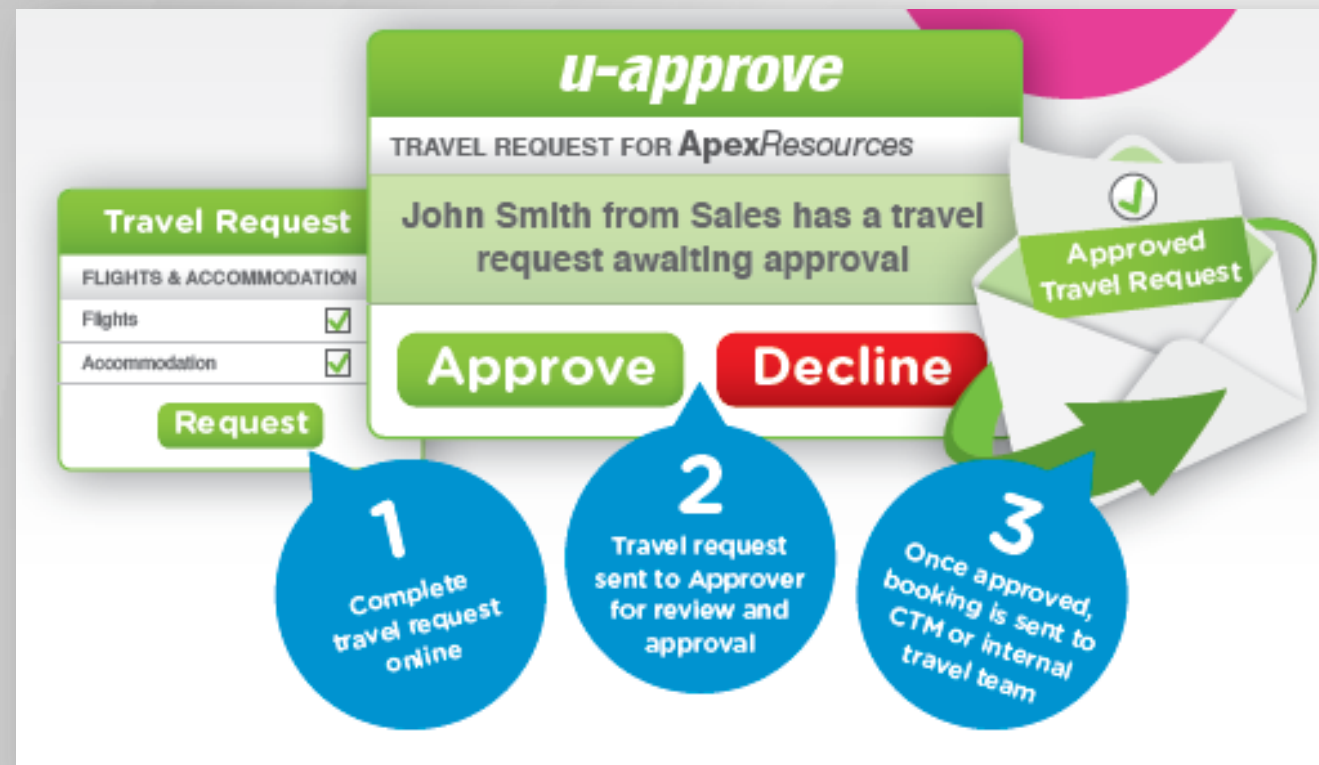 Travel Request
FLIGHTS & ACCOMMODATION
Flights
Accommodation
Request
u-approve
TRAVEL REQUEST FOR ApexResources
John Smith from Sales has a travel
request awaiting approval
Approve
Decline
Approved
Travel Request
1
Complete
travel request
online
2
Travel request
sent to Approver
for review and
approval
3
Once approved,
booking is sent to
CTM or internal
travel team